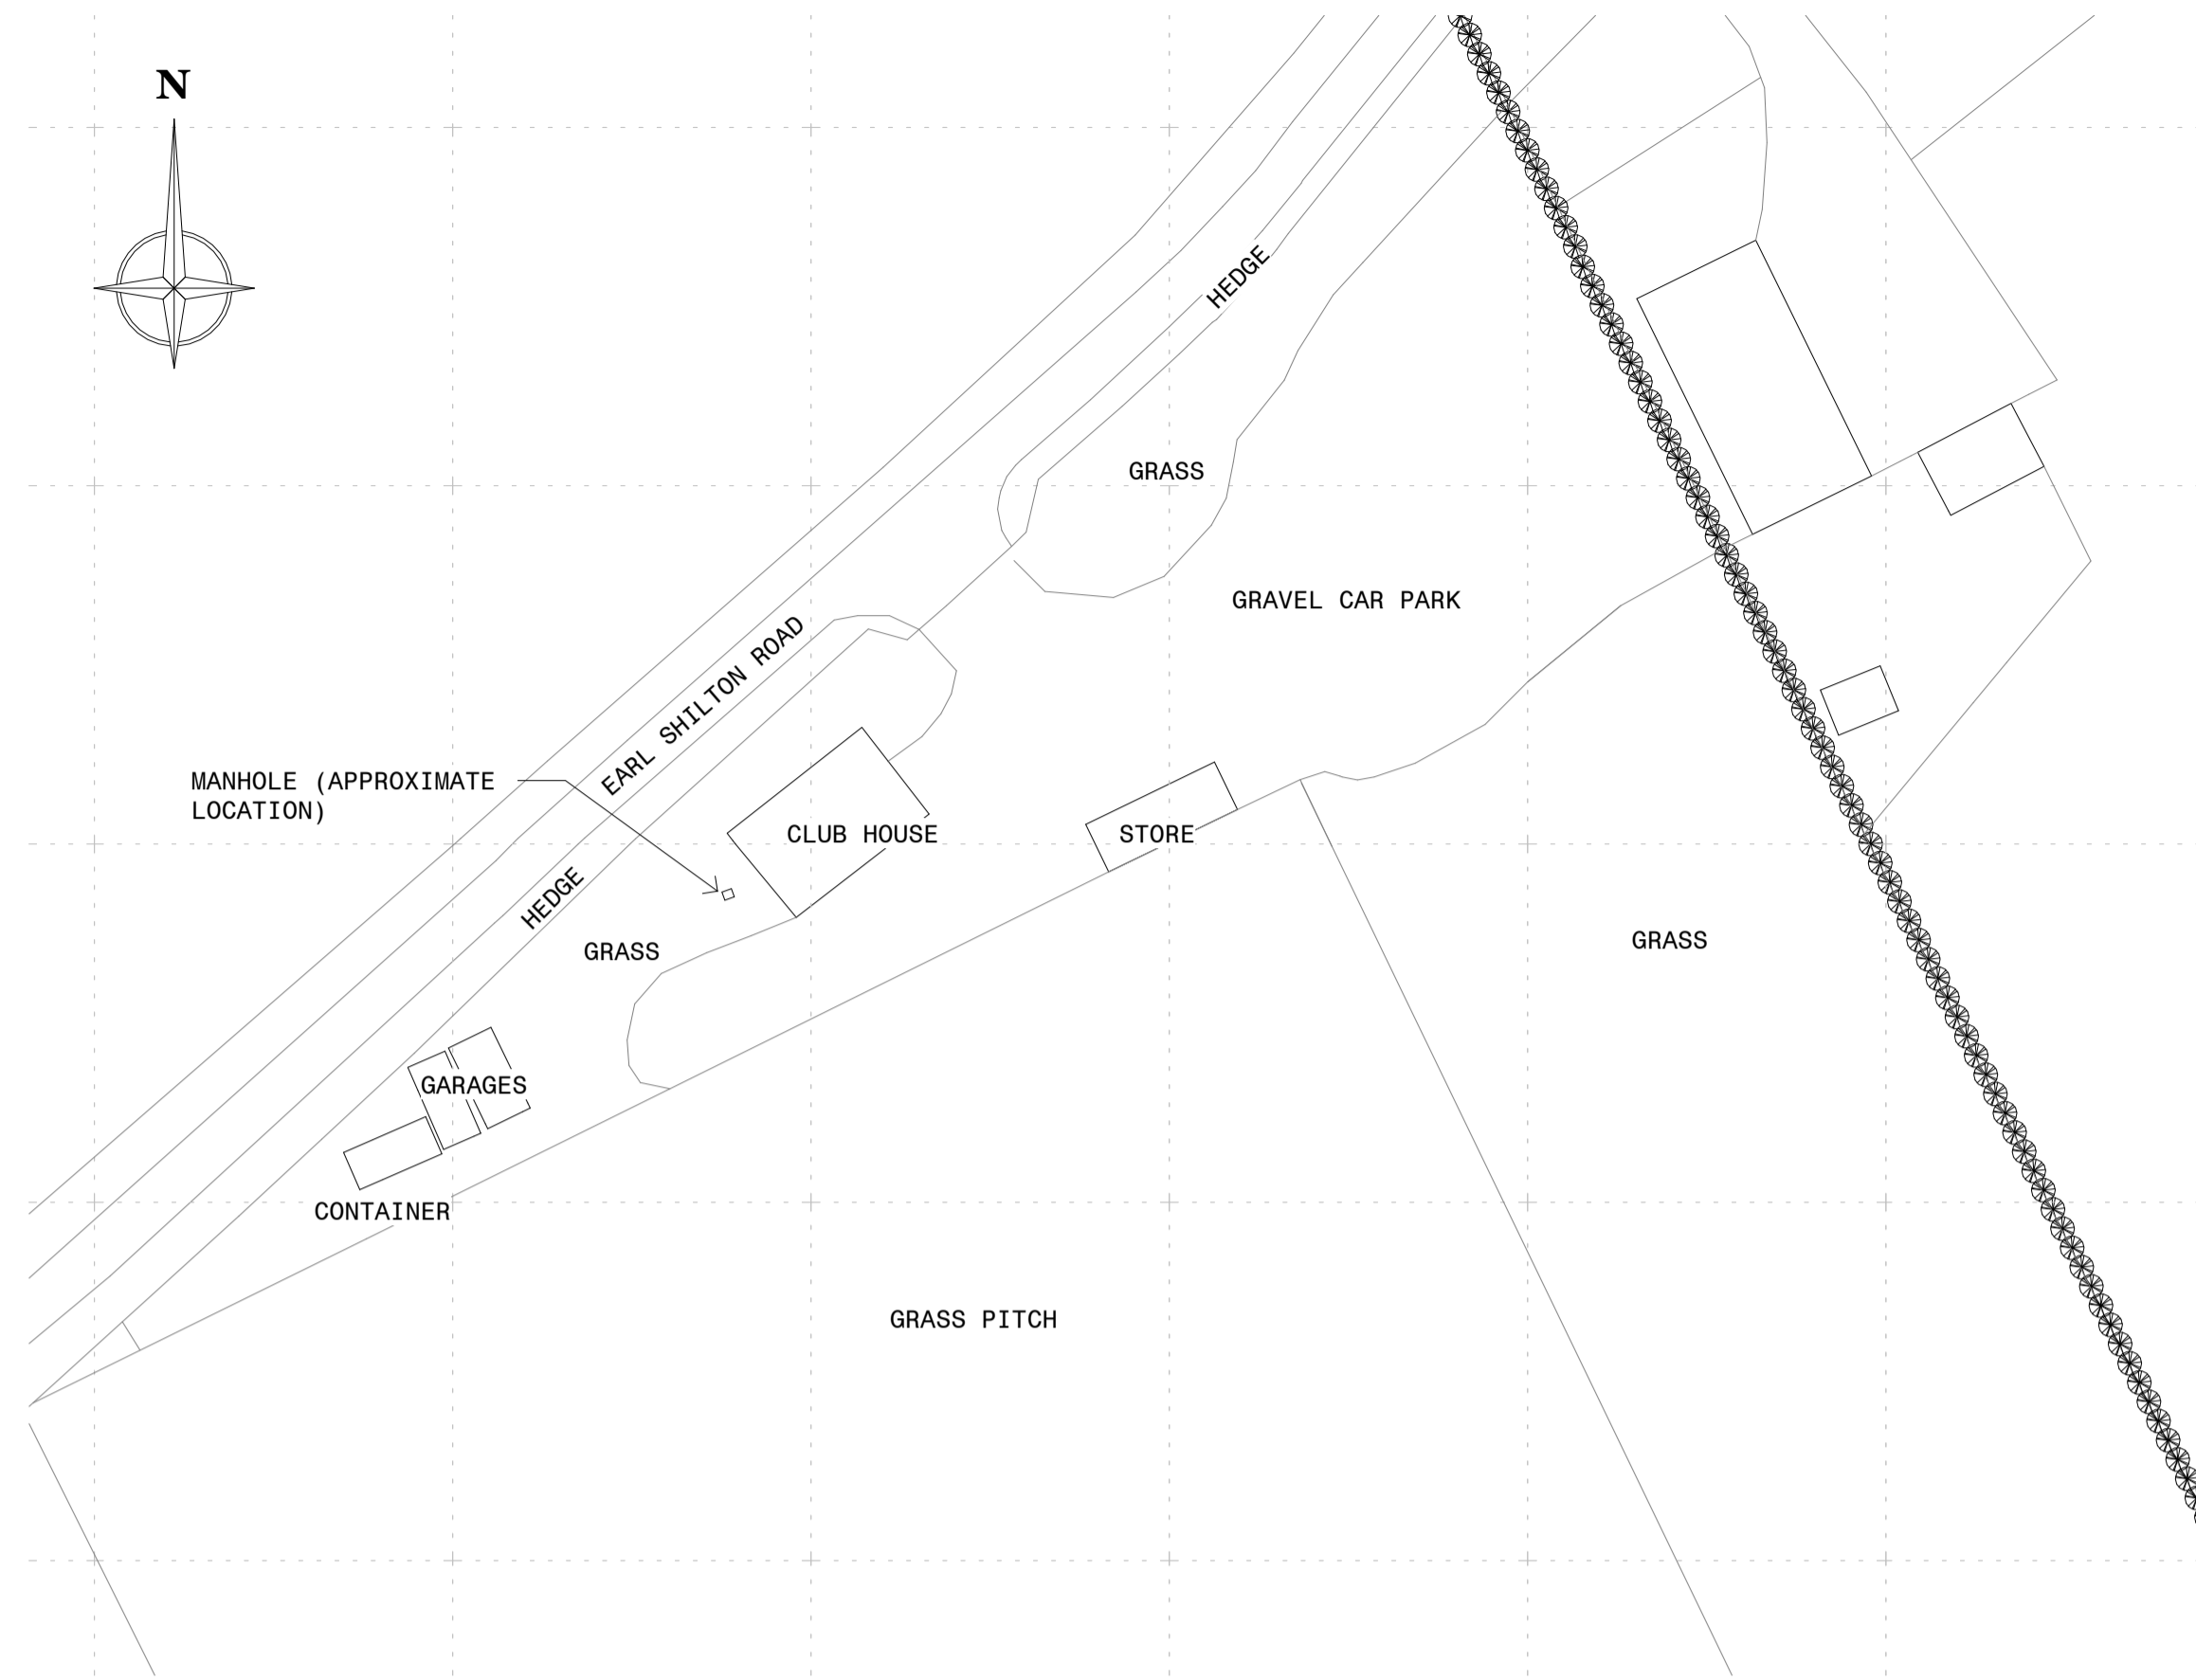 N
HEDGE
GRASS
GRAVEL CAR PARK
EARL SHILTON ROAD
MANHOLE (APPROXIMATE
LOCATION)
CLUB HOUSE
STORE
HEDGE
GRASS
GRASS
GARAGES
CONTAINER
GRASS PITCH